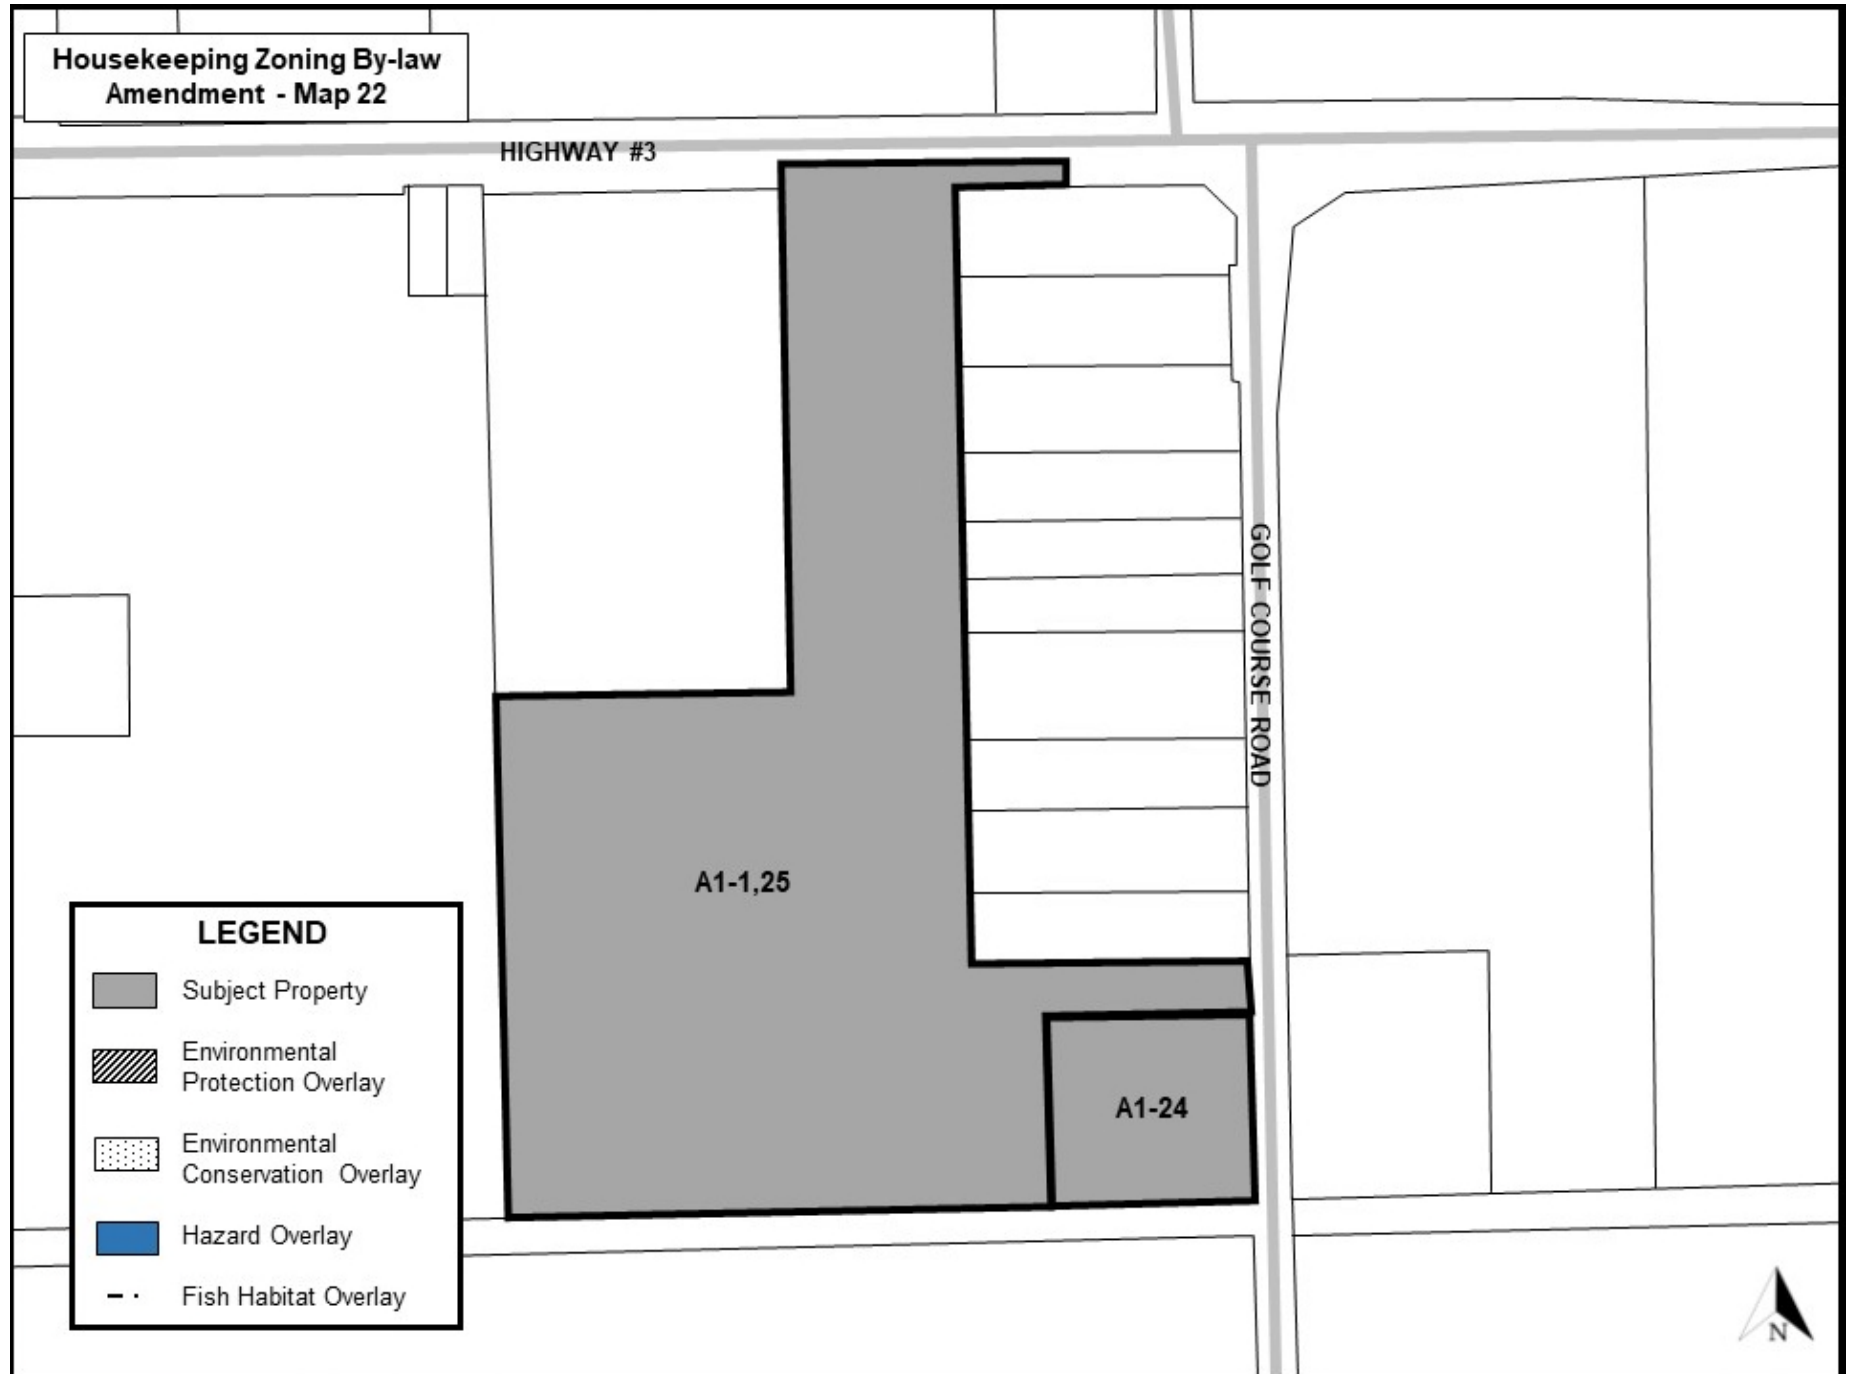 Housekeeping Zoning By-law
Amendment - Map 22
HIGHWAY #3
GOLF COURSE ROAD
A1-1,25
A1-24
LEGEND
Subject Property
Environmental
Protection Overlay
Environmental
Conservation Overlay
Hazard Overlay
Fish Habitat Overlay
N